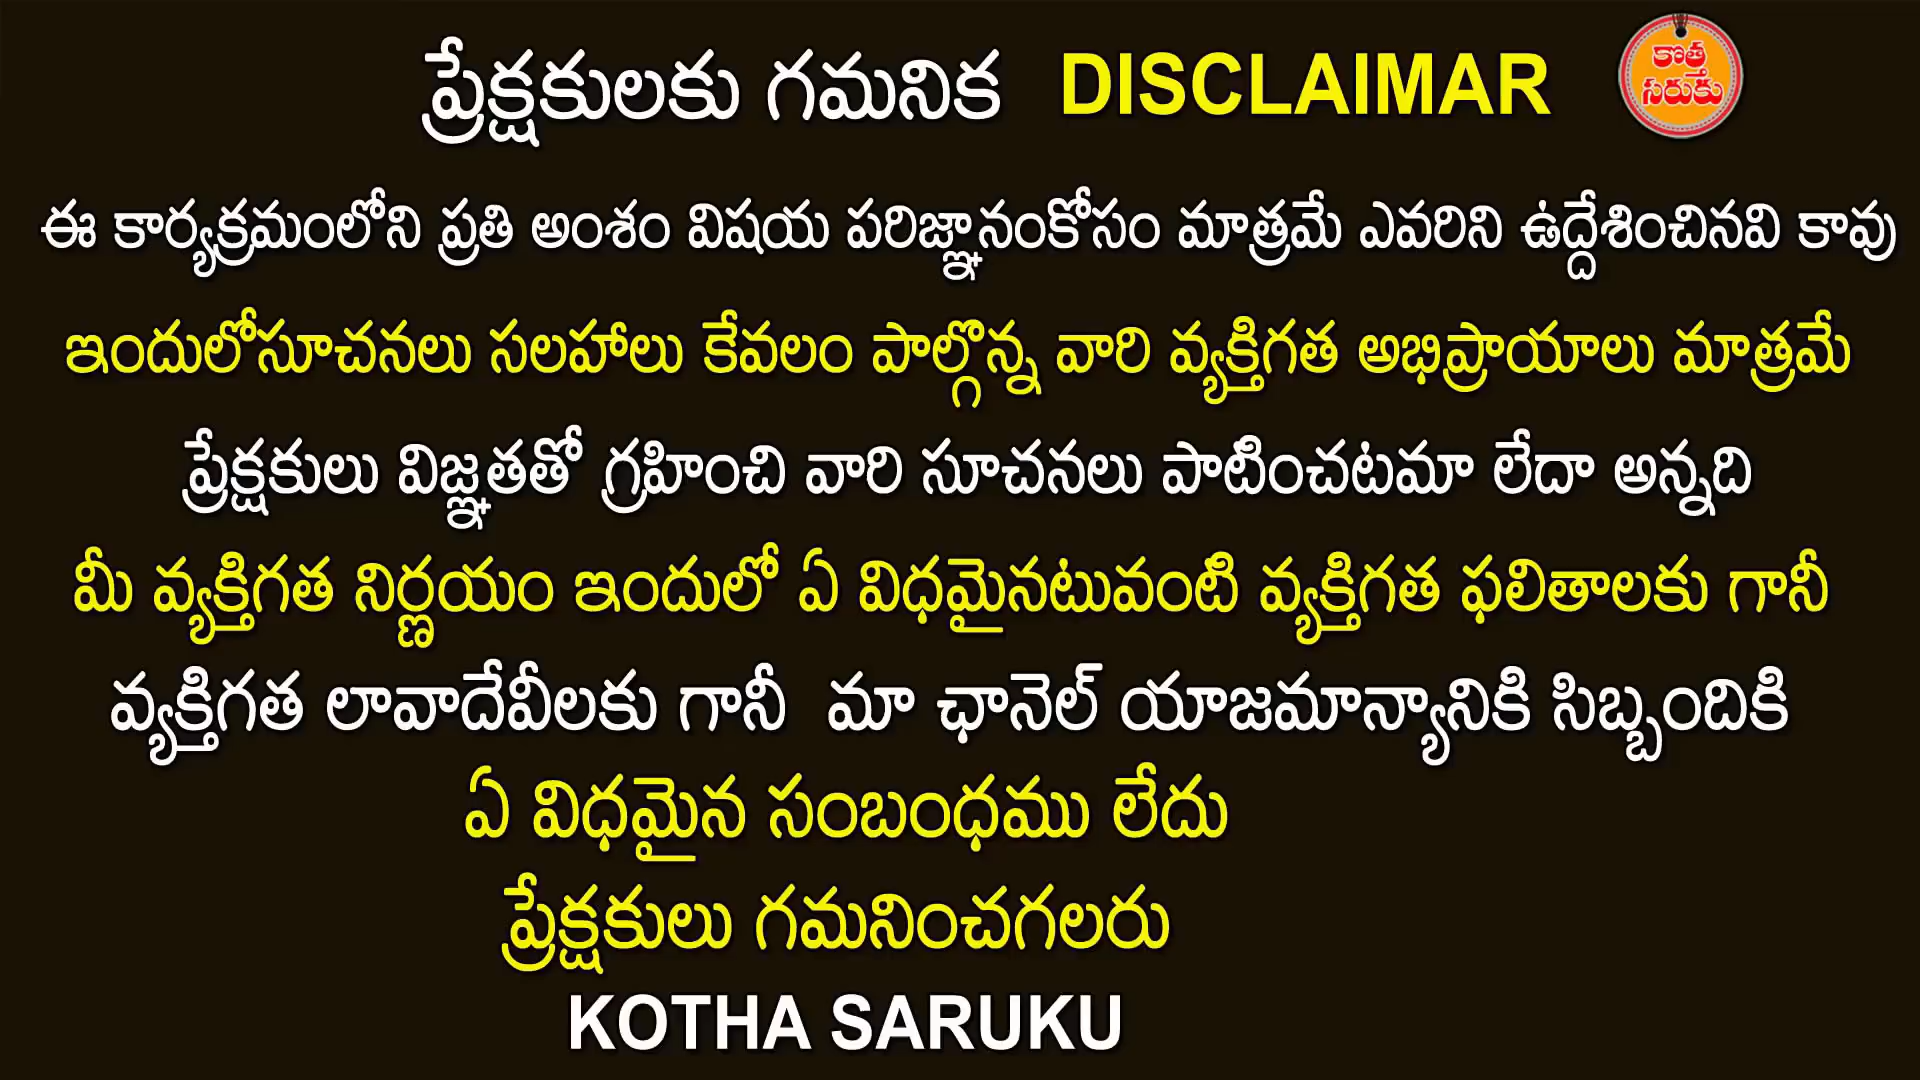 ప్రేక్షకులకు గమనిక DISCLAIMAR
కొత్త
సరుకు
ఈ కార్యక్రమంలోని ప్రతి అంశం విషయ పరిజ్ఞానంకోసం మాత్రమే ఎవరిని ఉద్దేశించినవి కావు
ఇందులోసూచనలు సలహాలు కేవలం పాల్గొన్న వారి వ్యక్తిగత అభిప్రాయాలు మాత్రమే
ప్రేక్షకులు విజ్ఞతతో గ్రహించి వారి సూచనలు పాటించటమా లేదా అన్నది
మీ వ్యక్తిగత నిర్ణయం ఇందులో ఏ విధమైనటువంటి వ్యక్తిగత ఫలితాలకు గానీ
వ్యక్తిగత లావాదేవీలకు గానీ మా ఛానెల్ యాజమాన్యానికి సిబ్బందికి
ఏ విధమైన సంబంధము లేదు
ప్రేక్షకులు గమనించగలరు
KOTHA SARUKU